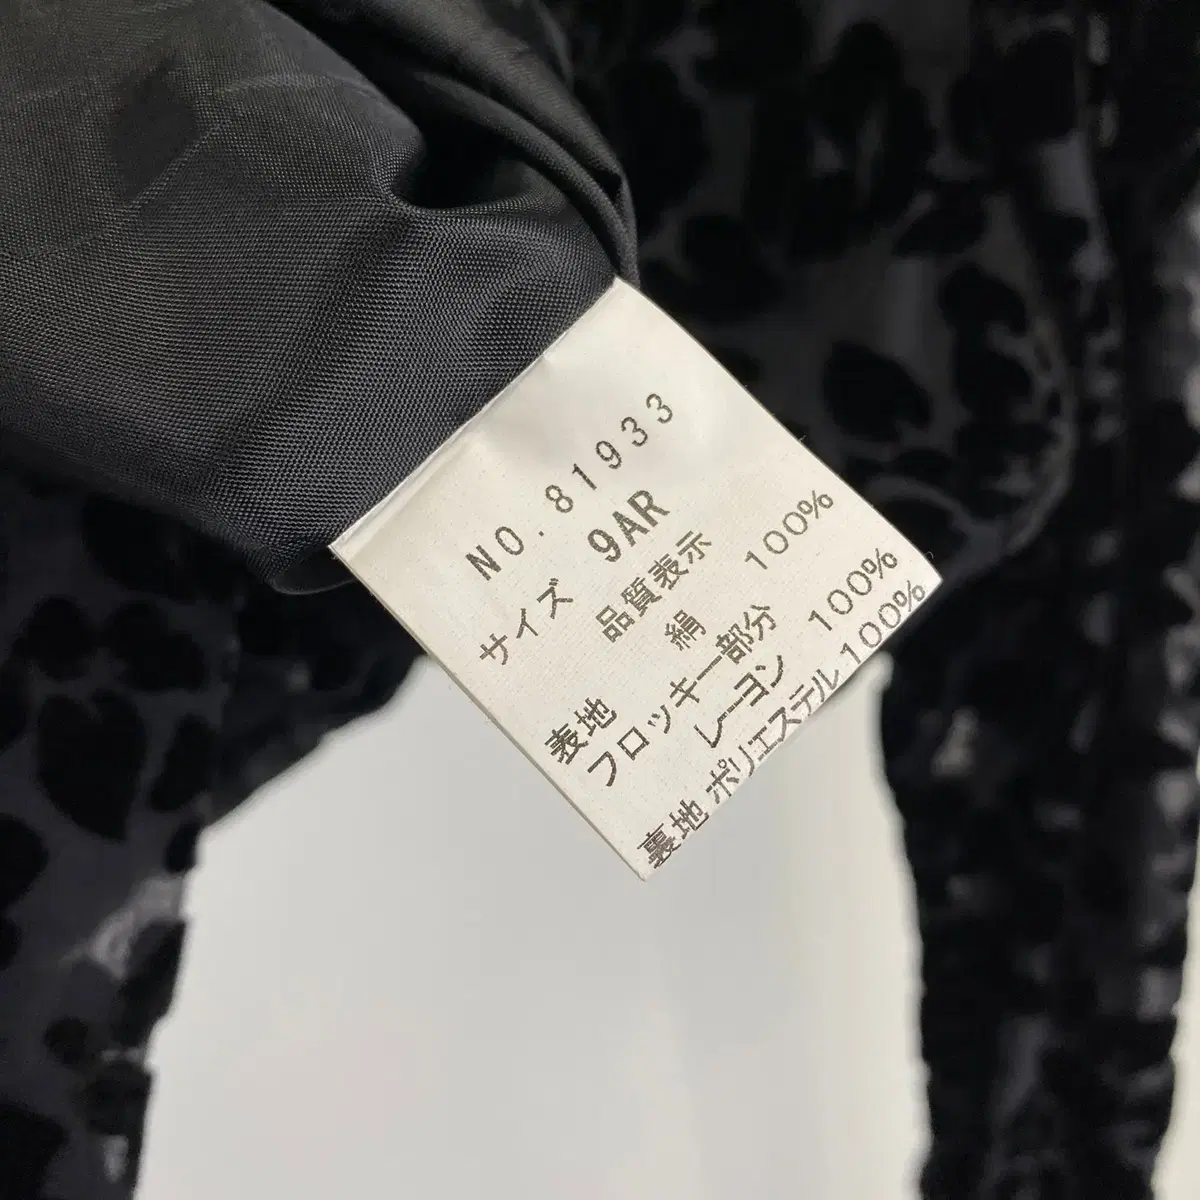 NO.81933
サイズ 9AR
品質表示
表地 絹 100%
フロッキー部分
レーヨン 100%
裏地 ポリエステル 100%